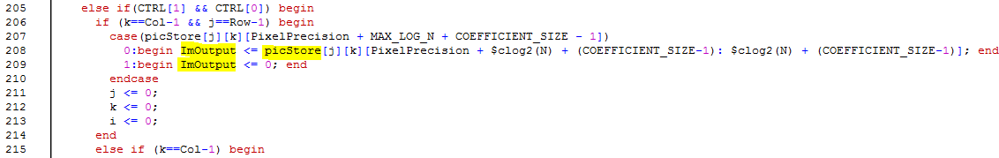 205 else if(CTRL[1] && CTRL[0]) begin
206 if (k==Col-1 && j==Row-1) begin
207 case(picStore[j][k][PixelPrecision + MAX_LOG_N + COEFFICIENT_SIZE - 1])
208 0:begin ImOutput <= picStore[j][k][PixelPrecision + $clog2(N) + (COEFFICIENT_SIZE-1): $clog2(N) + (COEFFICIENT_SIZE-1)]; end
209 1:begin ImOutput <= 0; end
210 endcase
211 j <= 0;
212 k <= 0;
213 i <= 0;
214 end
215 else if (k==Col-1) begin